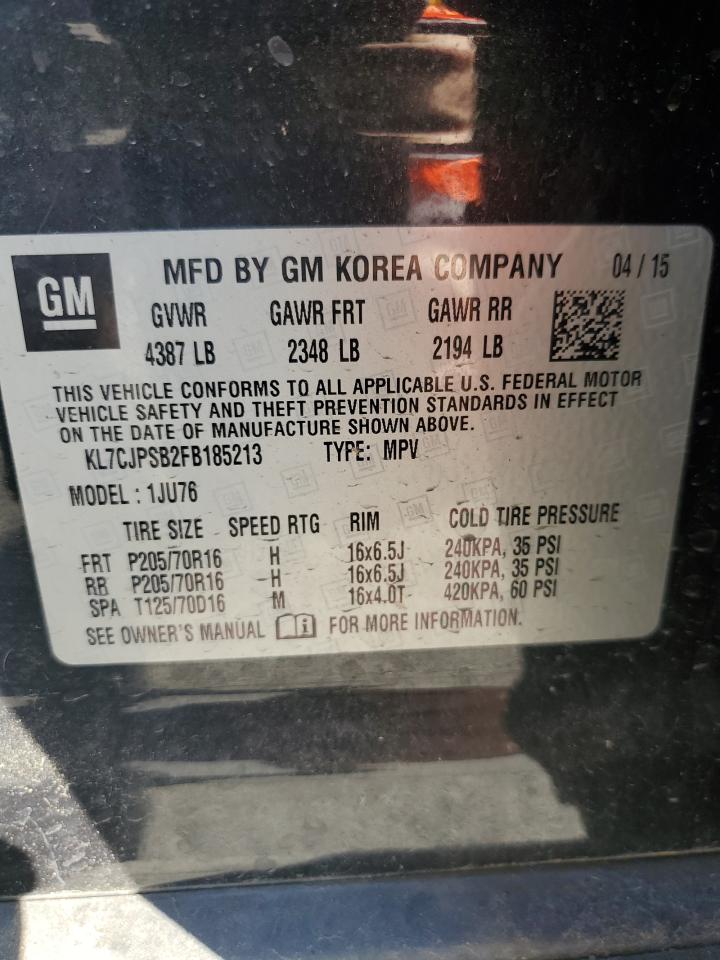 GM MFD BY GM KOREA COMPANY 04 / 15
GVWR GAWR FRT GAWR RR
4387 LB 2348 LB 2194 LB
THIS VEHICLE CONFORMS TO ALL APPLICABLE U.S. FEDERAL MOTOR
VEHICLE SAFETY AND THEFT PREVENTION STANDARDS IN EFFECT
ON THE DATE OF MANUFACTURE SHOWN ABOVE.
KL7CJPSB2FB185213 TYPE: MPV
MODEL : 1JU76
TIRE SIZE SPEED RTG RIM COLD TIRE PRESSURE
FRT P205/70R16 H 16x6.5J 240KPA, 35 PSI
RR P205/70R16 H 16x6.5J 240KPA, 35 PSI
SPA T125/70D16 M 16x4.0T 420KPA, 60 PSI
SEE OWNER'S MANUAL FOR MORE INFORMATION.